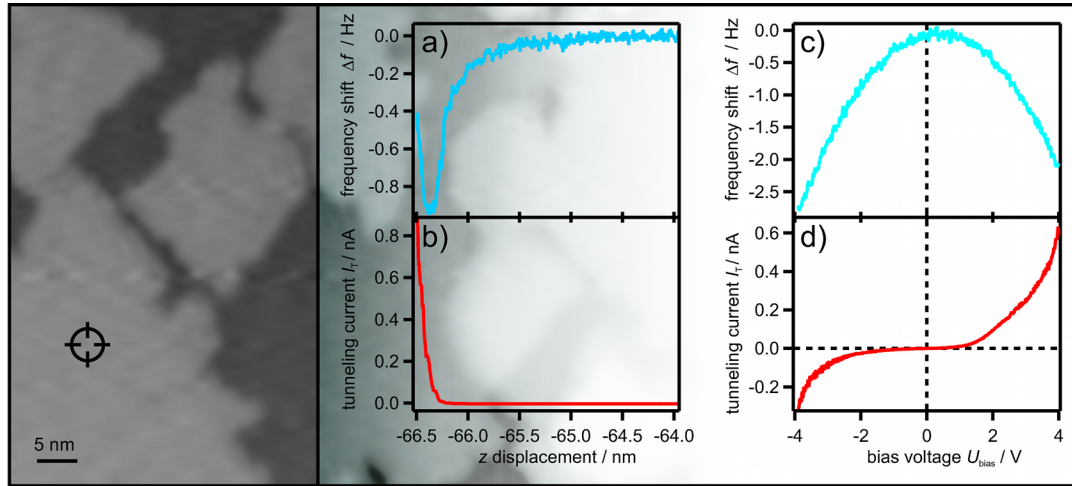 5 nm
a)
frequency shift Δf / Hz
0.0
-0.2
-0.4
-0.6
-0.8
b)
tunneling current I_T / nA
0.8
0.6
0.4
0.2
0.0
-66.5 -66.0 -65.5 -65.0 -64.5 -64.0
z displacement / nm
c)
frequency shift Δf / Hz
0.0
-0.5
-1.0
-1.5
-2.0
-2.5
d)
tunneling current I_T / nA
0.6
0.4
0.2
0.0
-0.2
-4 -2 0 2 4
bias voltage U_bias / V